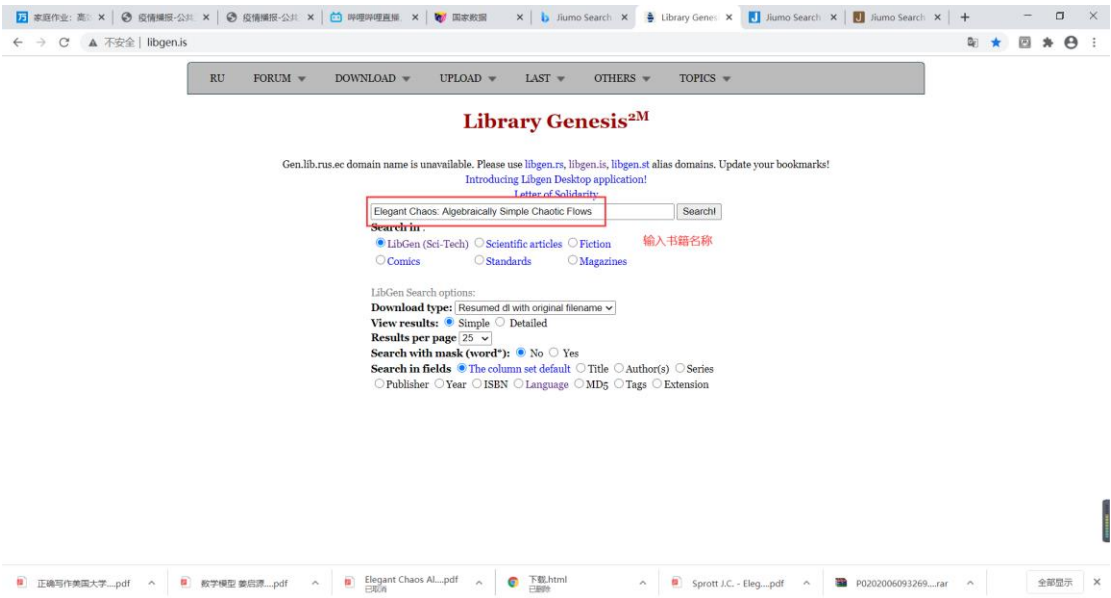 家庭作业：高 疫情播报-公共 疫情播报-公共 哔哩哔哩直播 国家数据 Jiumo Search Library Genesis Jiumo Search Jiumo Search
不安全 | libgen.is
RU FORUM DOWNLOAD UPLOAD LAST OTHERS TOPICS
Library Genesis2M
Gen.lib.rus.ec domain name is unavailable. Please use libgen.rs, libgen.is, libgen.st alias domains. Update your bookmarks!
Introducing Libgen Desktop application!
Letter of Solidarity
Elegant Chaos: Algebraically Simple Chaotic Flows Search!
Search in :
LibGen (Sci-Tech) Scientific articles Fiction 输入书籍名称
Comics Standards Magazines
LibGen Search options:
Download type: Resumed dl with original filename
View results: Simple Detailed
Results per page 25
Search with mask (word*): No Yes
Search in fields The column set default Title Author(s) Series
Publisher Year ISBN Language MD5 Tags Extension
正确写作美国大学....pdf 数学模型 姜启源....pdf Elegant Chaos Al....pdf 下载.html Sprott J.C. - Eleg....pdf P0202006093269....rar 全部显示
已取消 已删除